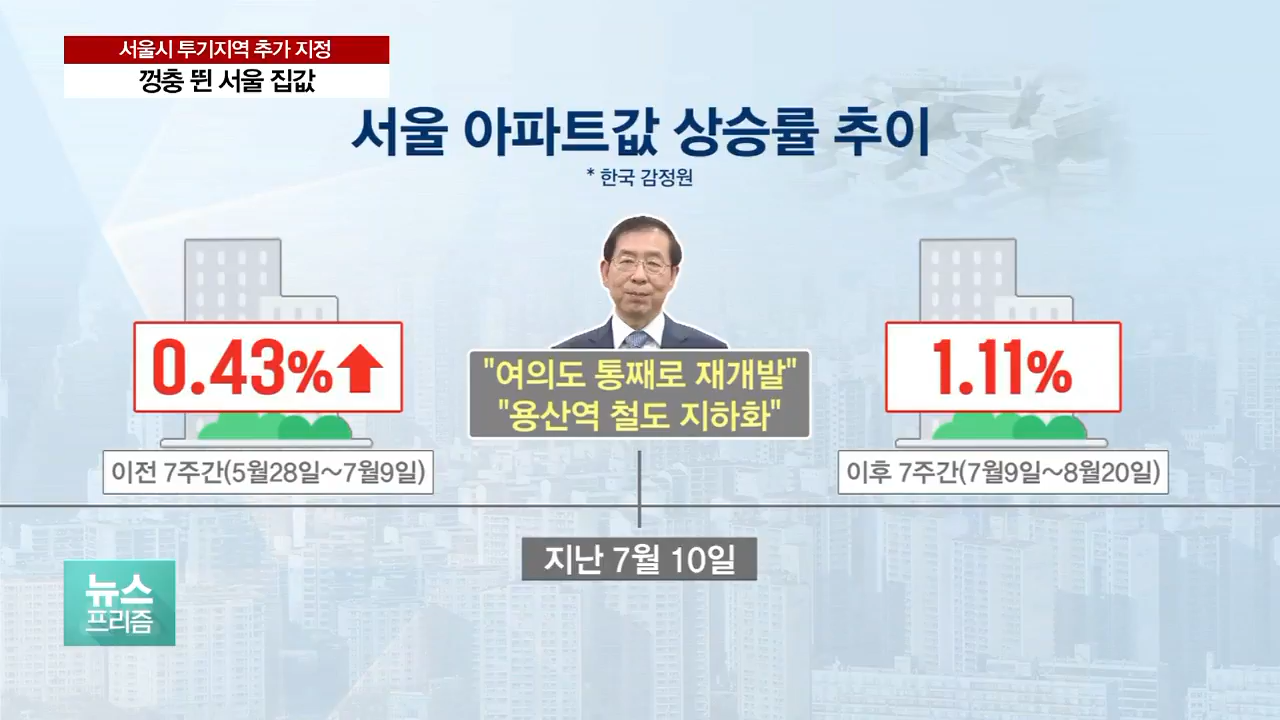 서울시 투기지역 추가 지정
껑충 뛴 서울 집값
서울 아파트값 상승률 추이
* 한국 감정원
0.43%
"여의도 통째로 재개발"
"용산역 철도 지하화"
1.11%
이전 7주간(5월28일~7월9일)
이후 7주간(7월9일~8월20일)
지난 7월 10일
뉴스
프리즘